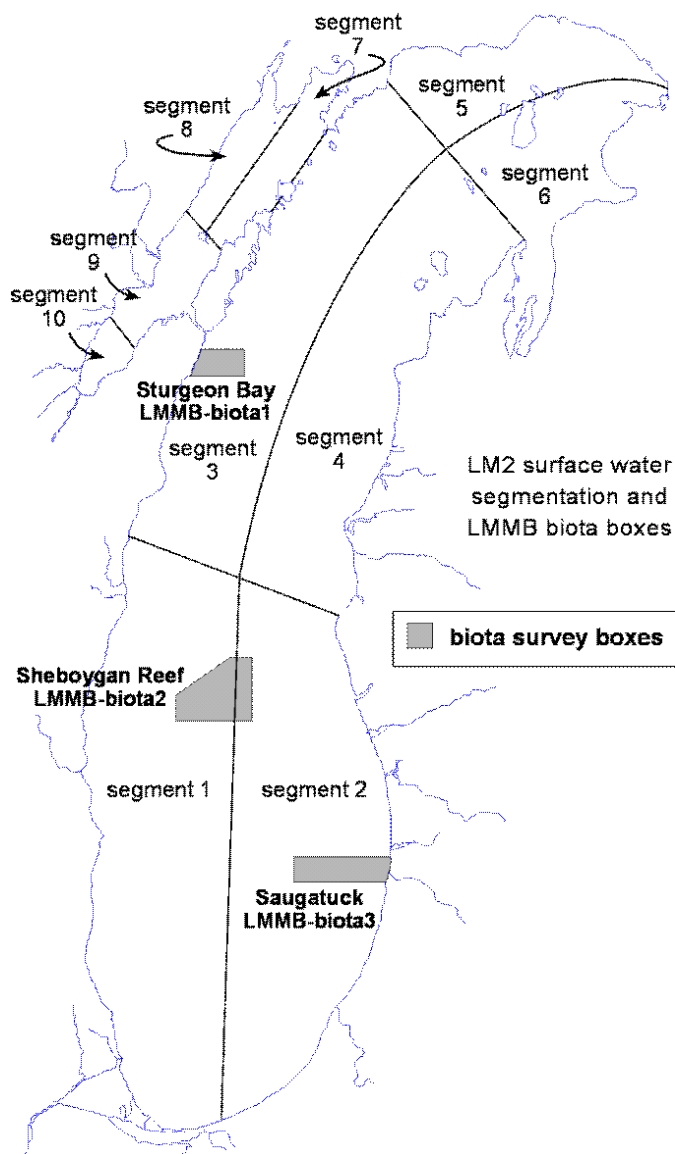 segment
7
segment
8
segment
5
segment
6
segment
9
segment
10
Sturgeon Bay
LMMB-biota1
segment
3
segment
4
LM2 surface water
segmentation and
LMMB biota boxes
biota survey boxes
Sheboygan Reef
LMMB-biota2
segment 1
segment 2
Saugatuck
LMMB-biota3